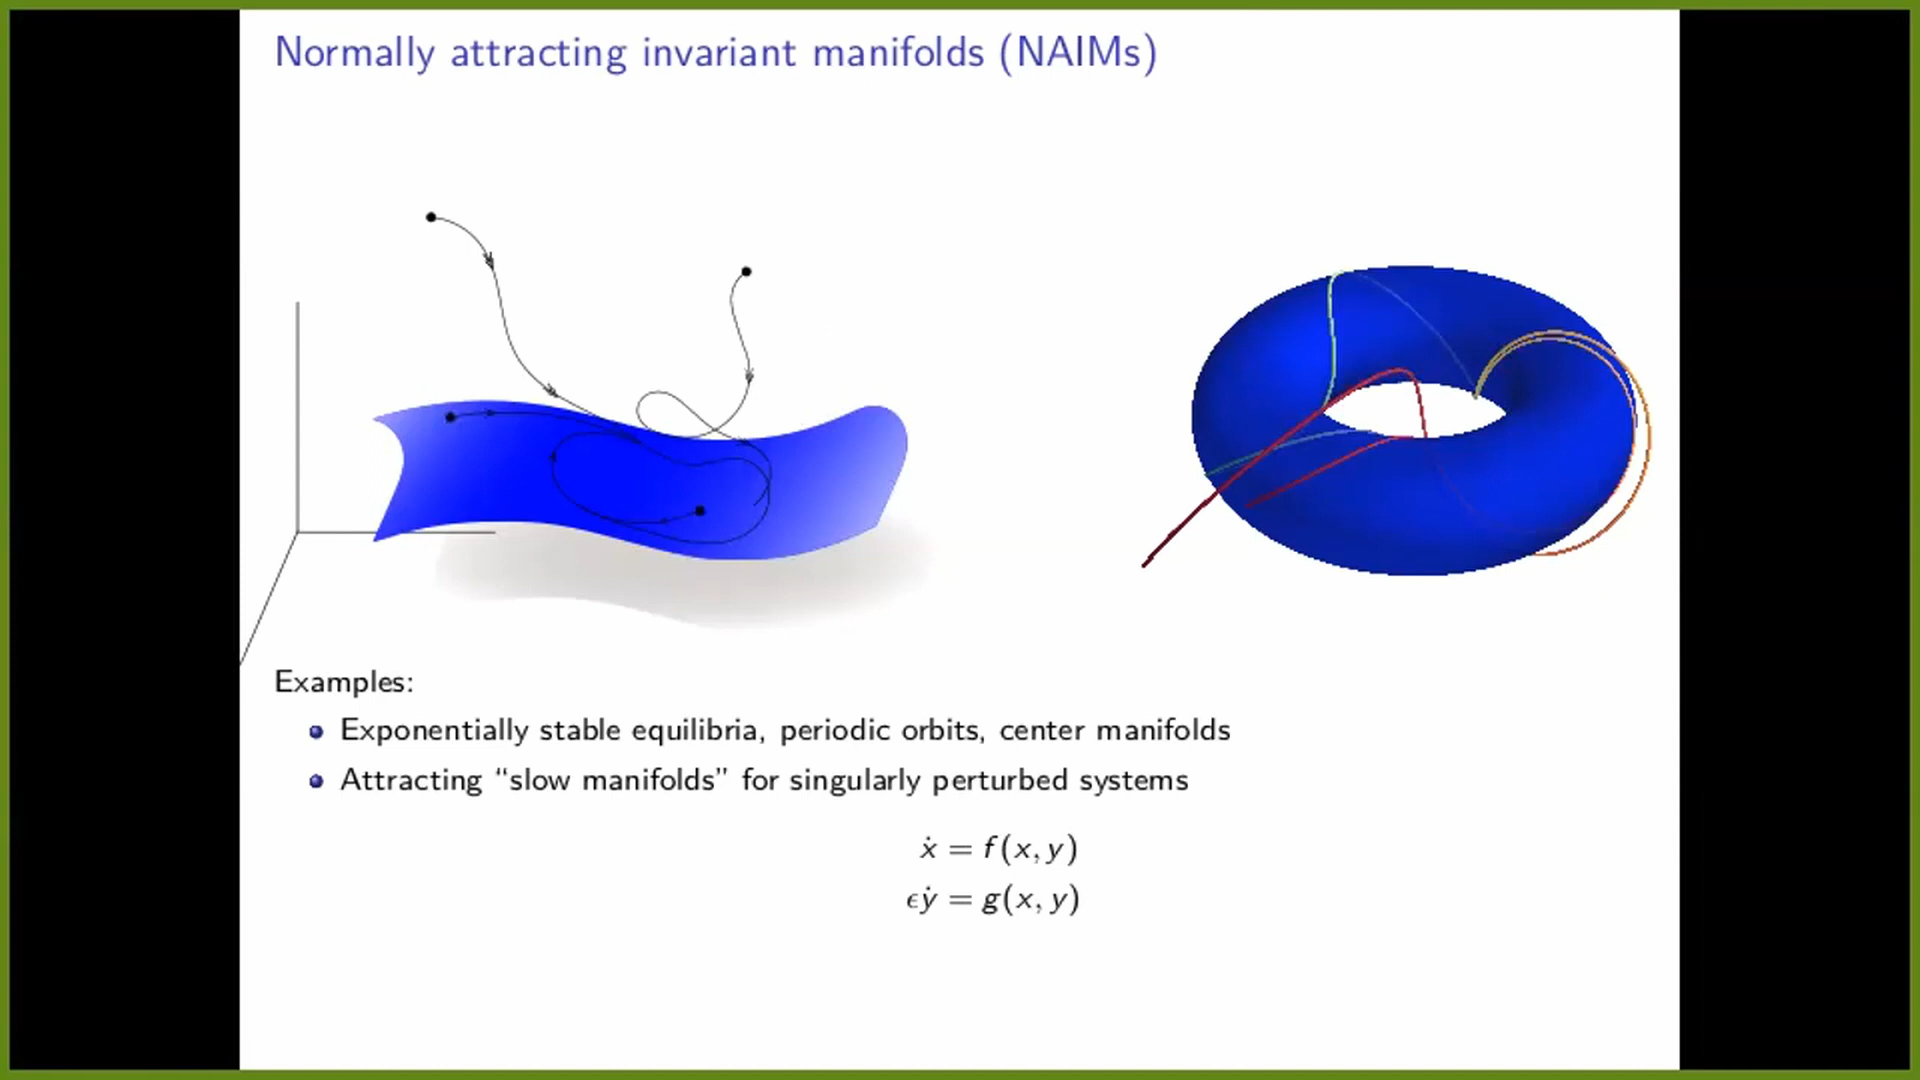 Normally attracting invariant manifolds (NAIMs)
Examples:
Exponentially stable equilibria, periodic orbits, center manifolds
Attracting “slow manifolds” for singularly perturbed systems
ẋ = f(x, y)
ϵẏ = g(x, y)